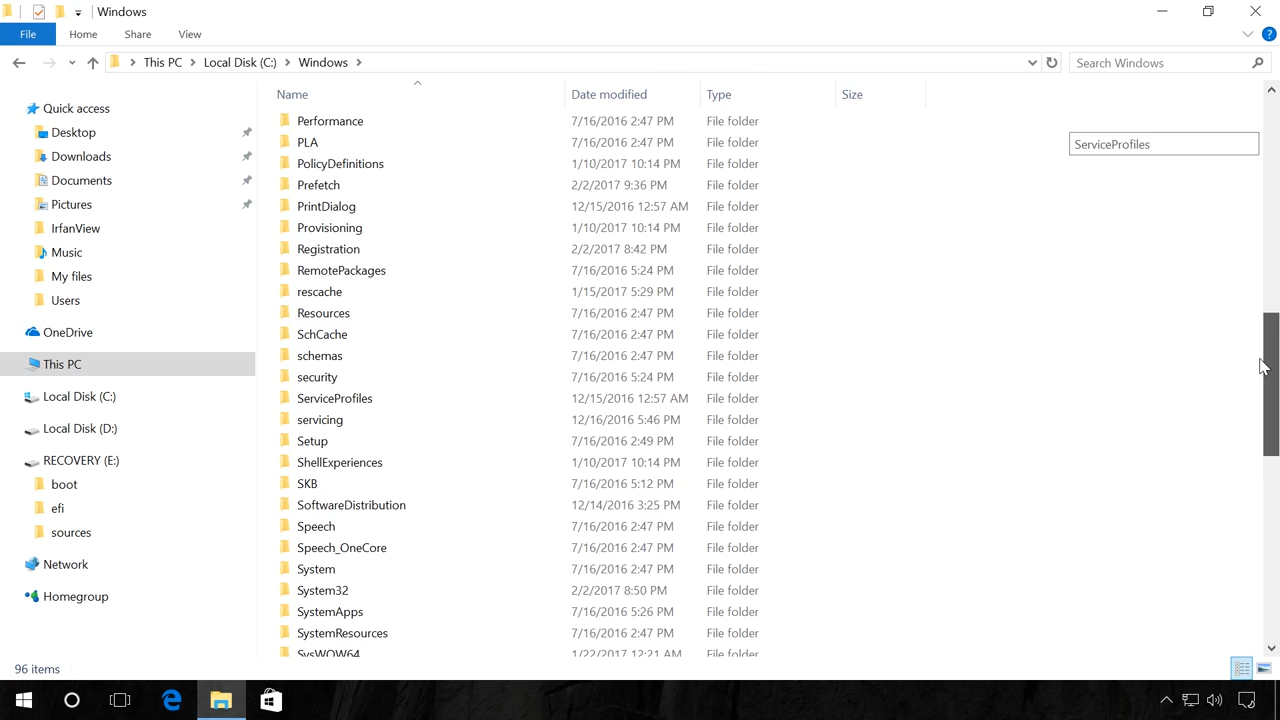 Windows
File Home Share View
This PC Local Disk (C:) Windows
Search Windows
Name Date modified Type Size
Quick access
Desktop
Downloads
Documents
Pictures
IrfanView
Music
My files
Users
OneDrive
This PC
Local Disk (C:)
Local Disk (D:)
RECOVERY (E:)
boot
efi
sources
Network
Homegroup
Performance 7/16/2016 2:47 PM File folder
PLA 7/16/2016 2:47 PM File folder
PolicyDefinitions 1/10/2017 10:14 PM File folder
Prefetch 2/2/2017 9:36 PM File folder
PrintDialog 12/15/2016 12:57 AM File folder
Provisioning 1/10/2017 10:14 PM File folder
Registration 2/2/2017 8:42 PM File folder
RemotePackages 7/16/2016 5:24 PM File folder
rescache 1/15/2017 5:29 PM File folder
Resources 7/16/2016 2:47 PM File folder
SchCache 7/16/2016 2:47 PM File folder
schemas 7/16/2016 2:47 PM File folder
security 7/16/2016 5:24 PM File folder
ServiceProfiles 12/15/2016 12:57 AM File folder
servicing 12/16/2016 5:46 PM File folder
Setup 7/16/2016 2:49 PM File folder
ShellExperiences 1/10/2017 10:14 PM File folder
SKB 7/16/2016 5:12 PM File folder
SoftwareDistribution 12/14/2016 3:25 PM File folder
Speech 7/16/2016 2:47 PM File folder
Speech_OneCore 7/16/2016 2:47 PM File folder
System 7/16/2016 2:47 PM File folder
System32 2/2/2017 8:50 PM File folder
SystemApps 7/16/2016 5:26 PM File folder
SystemResources 7/16/2016 2:47 PM File folder
SysWOW64 1/22/2017 12:21 AM File folder
ServiceProfiles
96 items